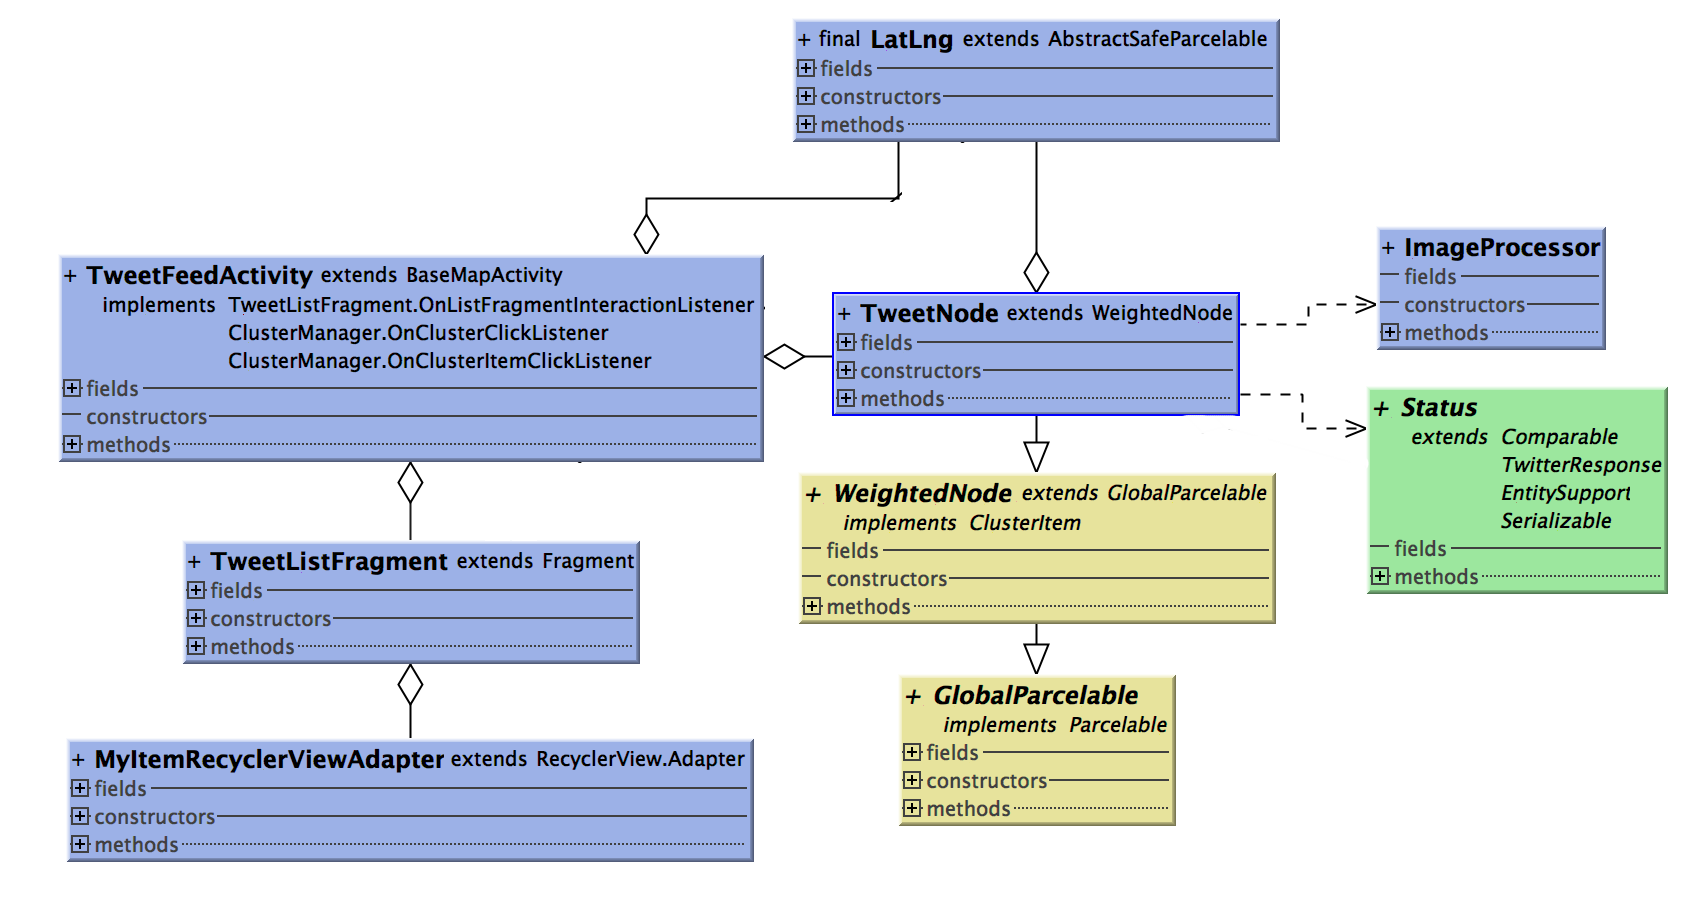 + final LatLng extends AbstractSafeParcelable
fields
constructors
methods
+ TweetFeedActivity extends BaseMapActivity
implements TweetListFragment.OnListFragmentInteractionListener
ClusterManager.OnClusterClickListener
ClusterManager.OnClusterItemClickListener
fields
constructors
methods
+ TweetNode extends WeightedNode
fields
constructors
methods
+ ImageProcessor
fields
constructors
methods
+ Status
extends Comparable
TwitterResponse
EntitySupport
Serializable
fields
methods
+ WeightedNode extends GlobalParcelable
implements ClusterItem
fields
constructors
methods
+ TweetListFragment extends Fragment
fields
constructors
methods
+ GlobalParcelable
implements Parcelable
fields
constructors
methods
+ MyItemRecyclerViewAdapter extends RecyclerView.Adapter
fields
constructors
methods